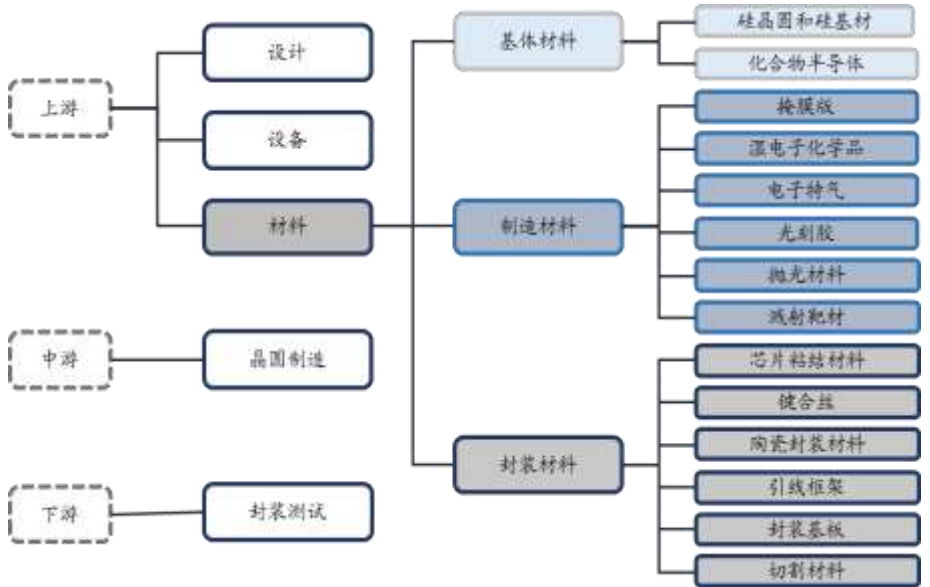 上游
设计
设备
材料
基体材料
硅晶圆和硅基材
化合物半导体
制造材料
掩膜版
湿电子化学品
电子特气
光刻胶
抛光材料
溅射靶材
封装材料
芯片粘结材料
键合丝
陶瓷封装材料
引线框架
封装基板
切割材料
中游
晶圆制造
下游
封装测试